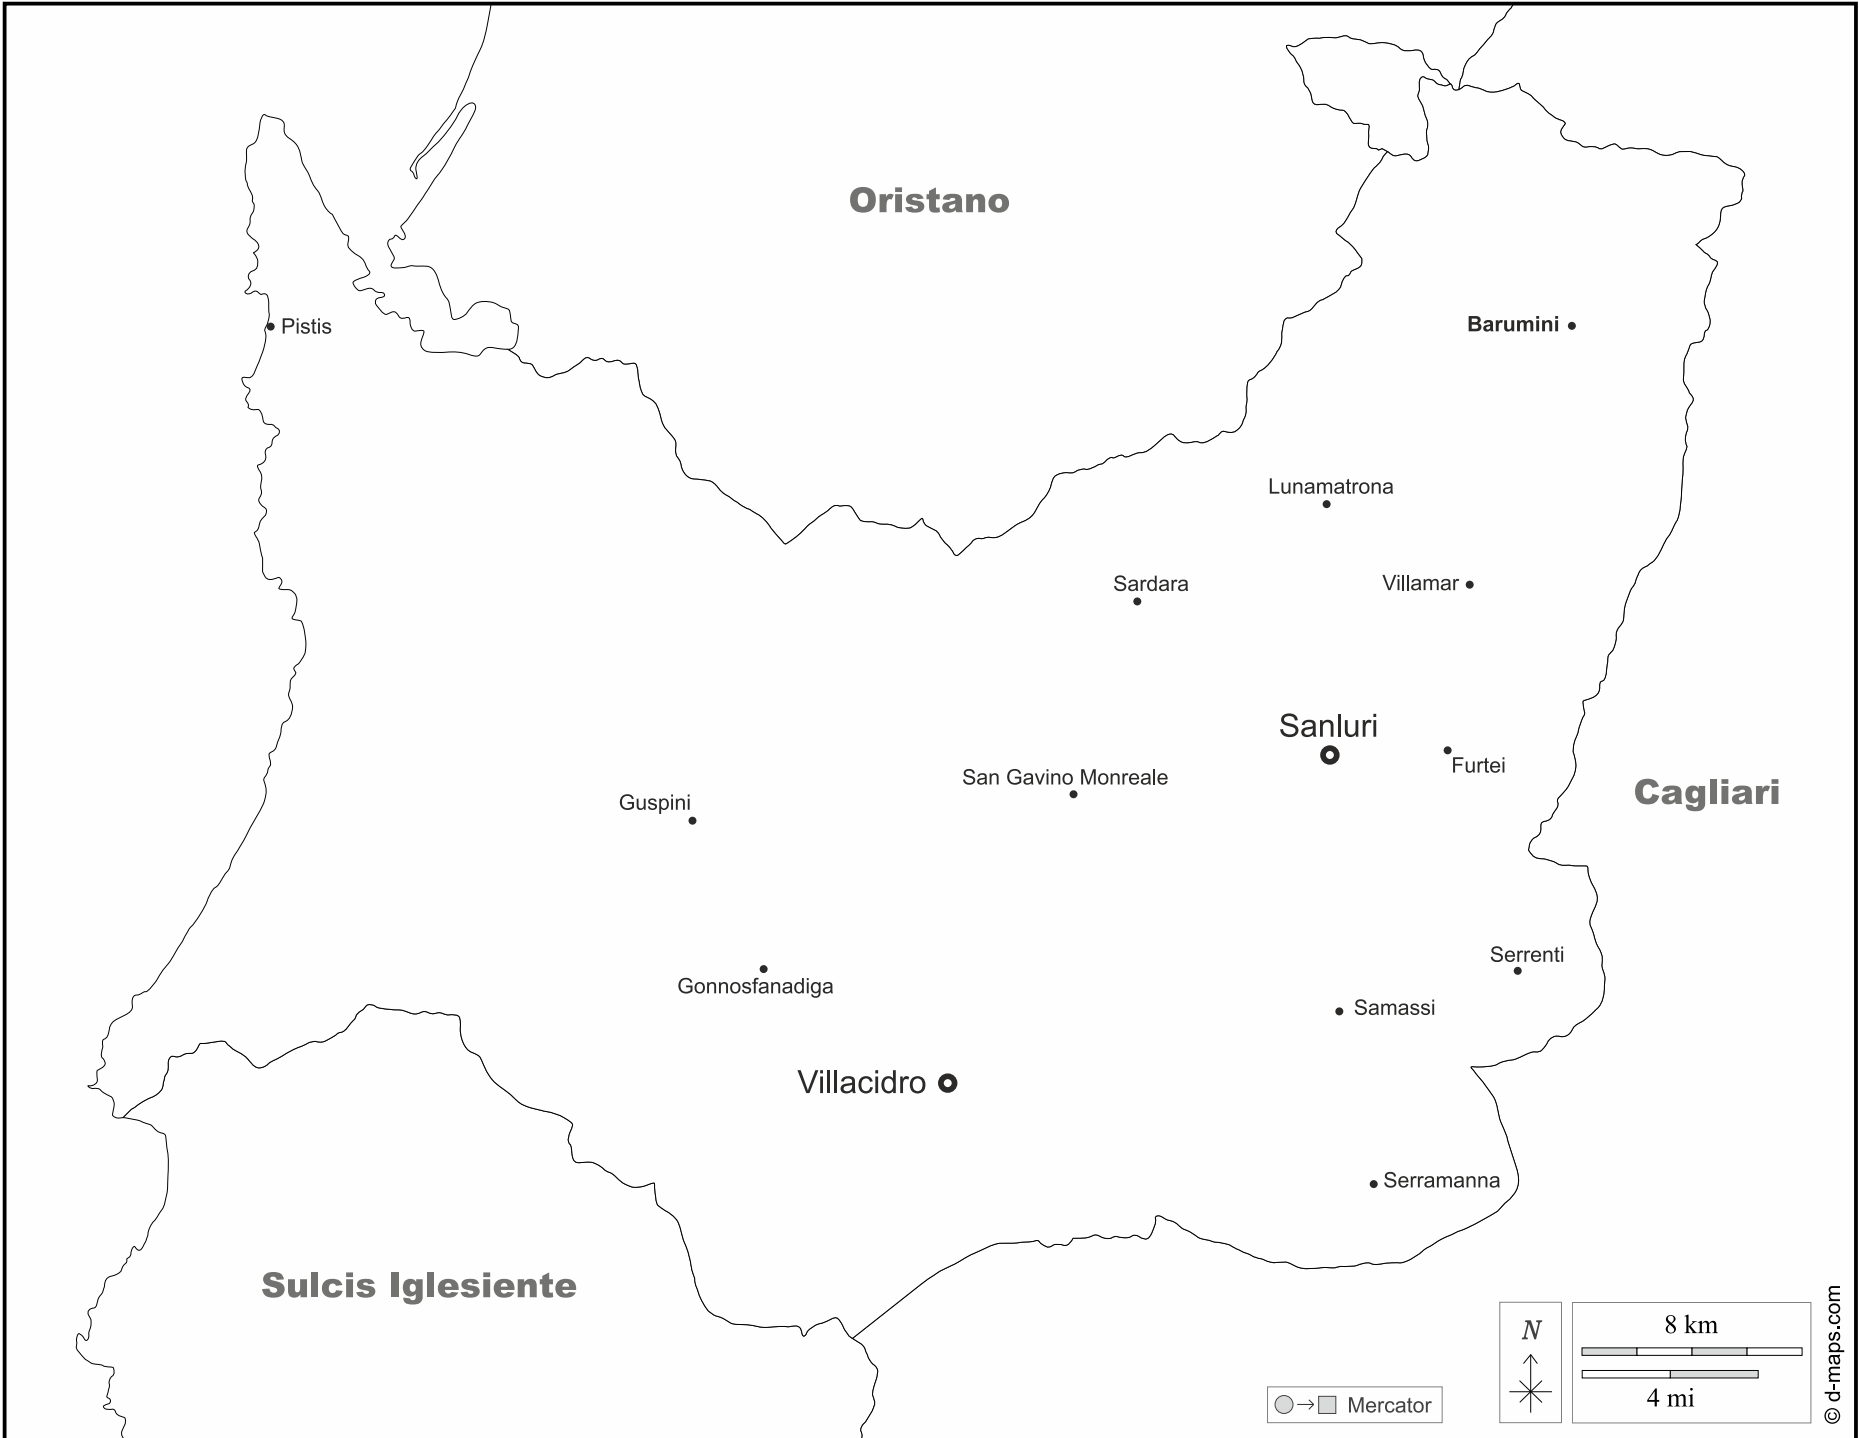 Oristano
Pistis
Barumini
Lunamatrona
Sardara
Villamar
Sanluri
Furtei
San Gavino Monreale
Guspini
Cagliari
Serrenti
Gonnosfanadiga
Samassi
Villacidro
Serramanna
Sulcis Iglesiente
N
8 km
4 mi
Mercator
© d-maps.com